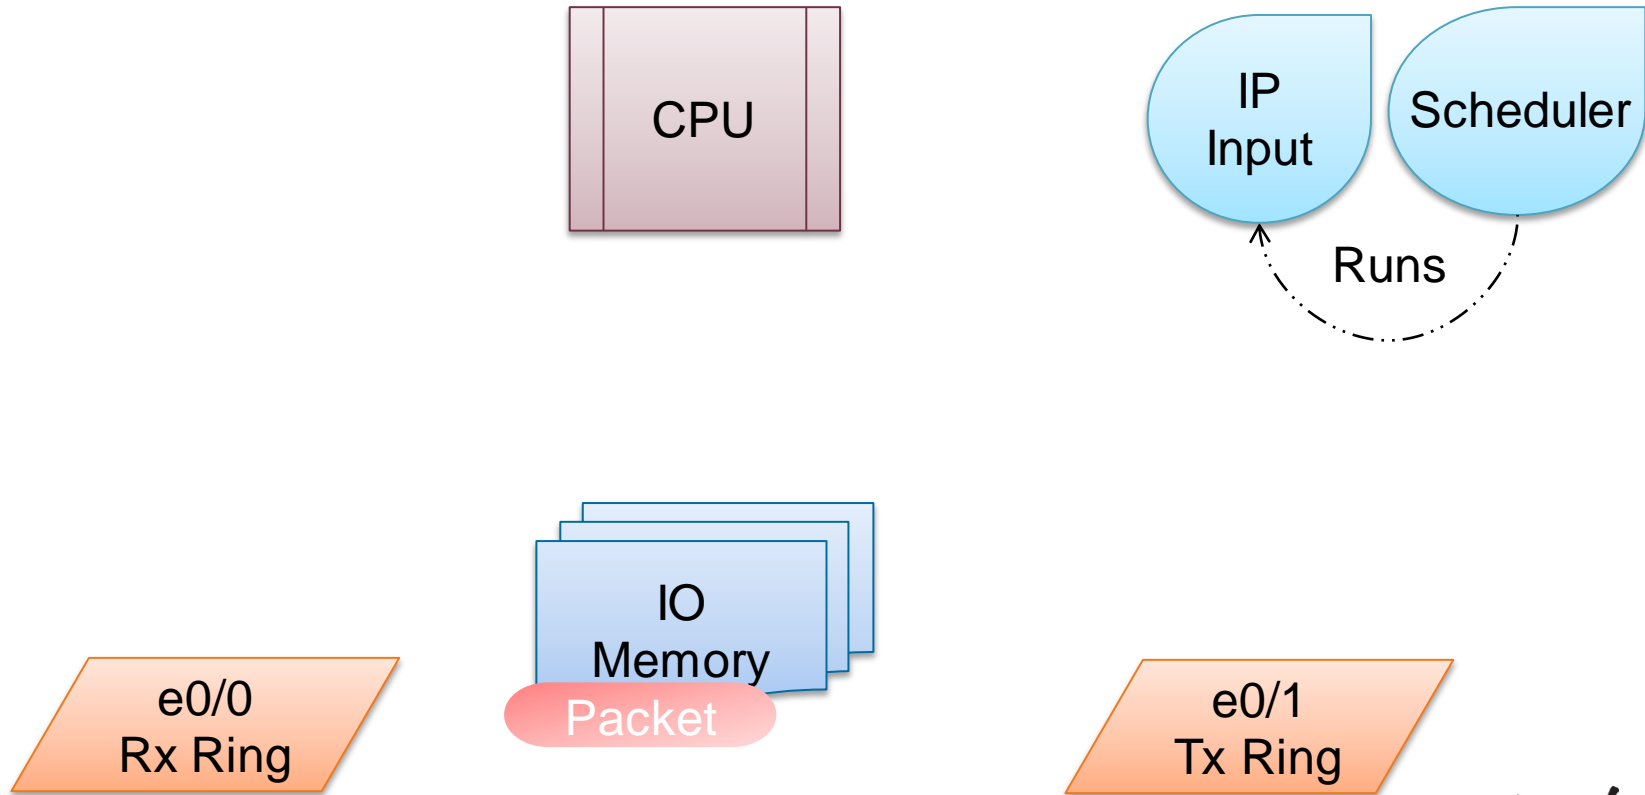 CPU
IP
Input
Scheduler
Runs
IO
Memory
Packet
e0/0
Rx Ring
e0/1
Tx Ring